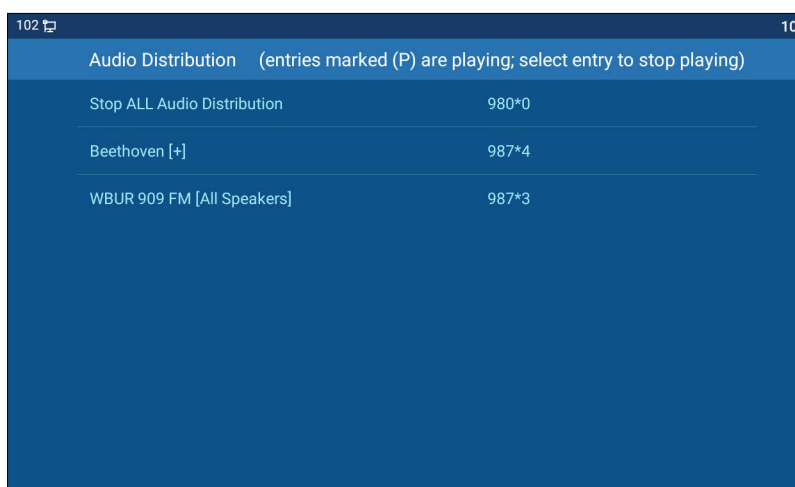 102
10
Audio Distribution (entries marked (P) are playing; select entry to stop playing)
Stop ALL Audio Distribution 980*0
Beethoven [+] 987*4
WBUR 909 FM [All Speakers] 987*3